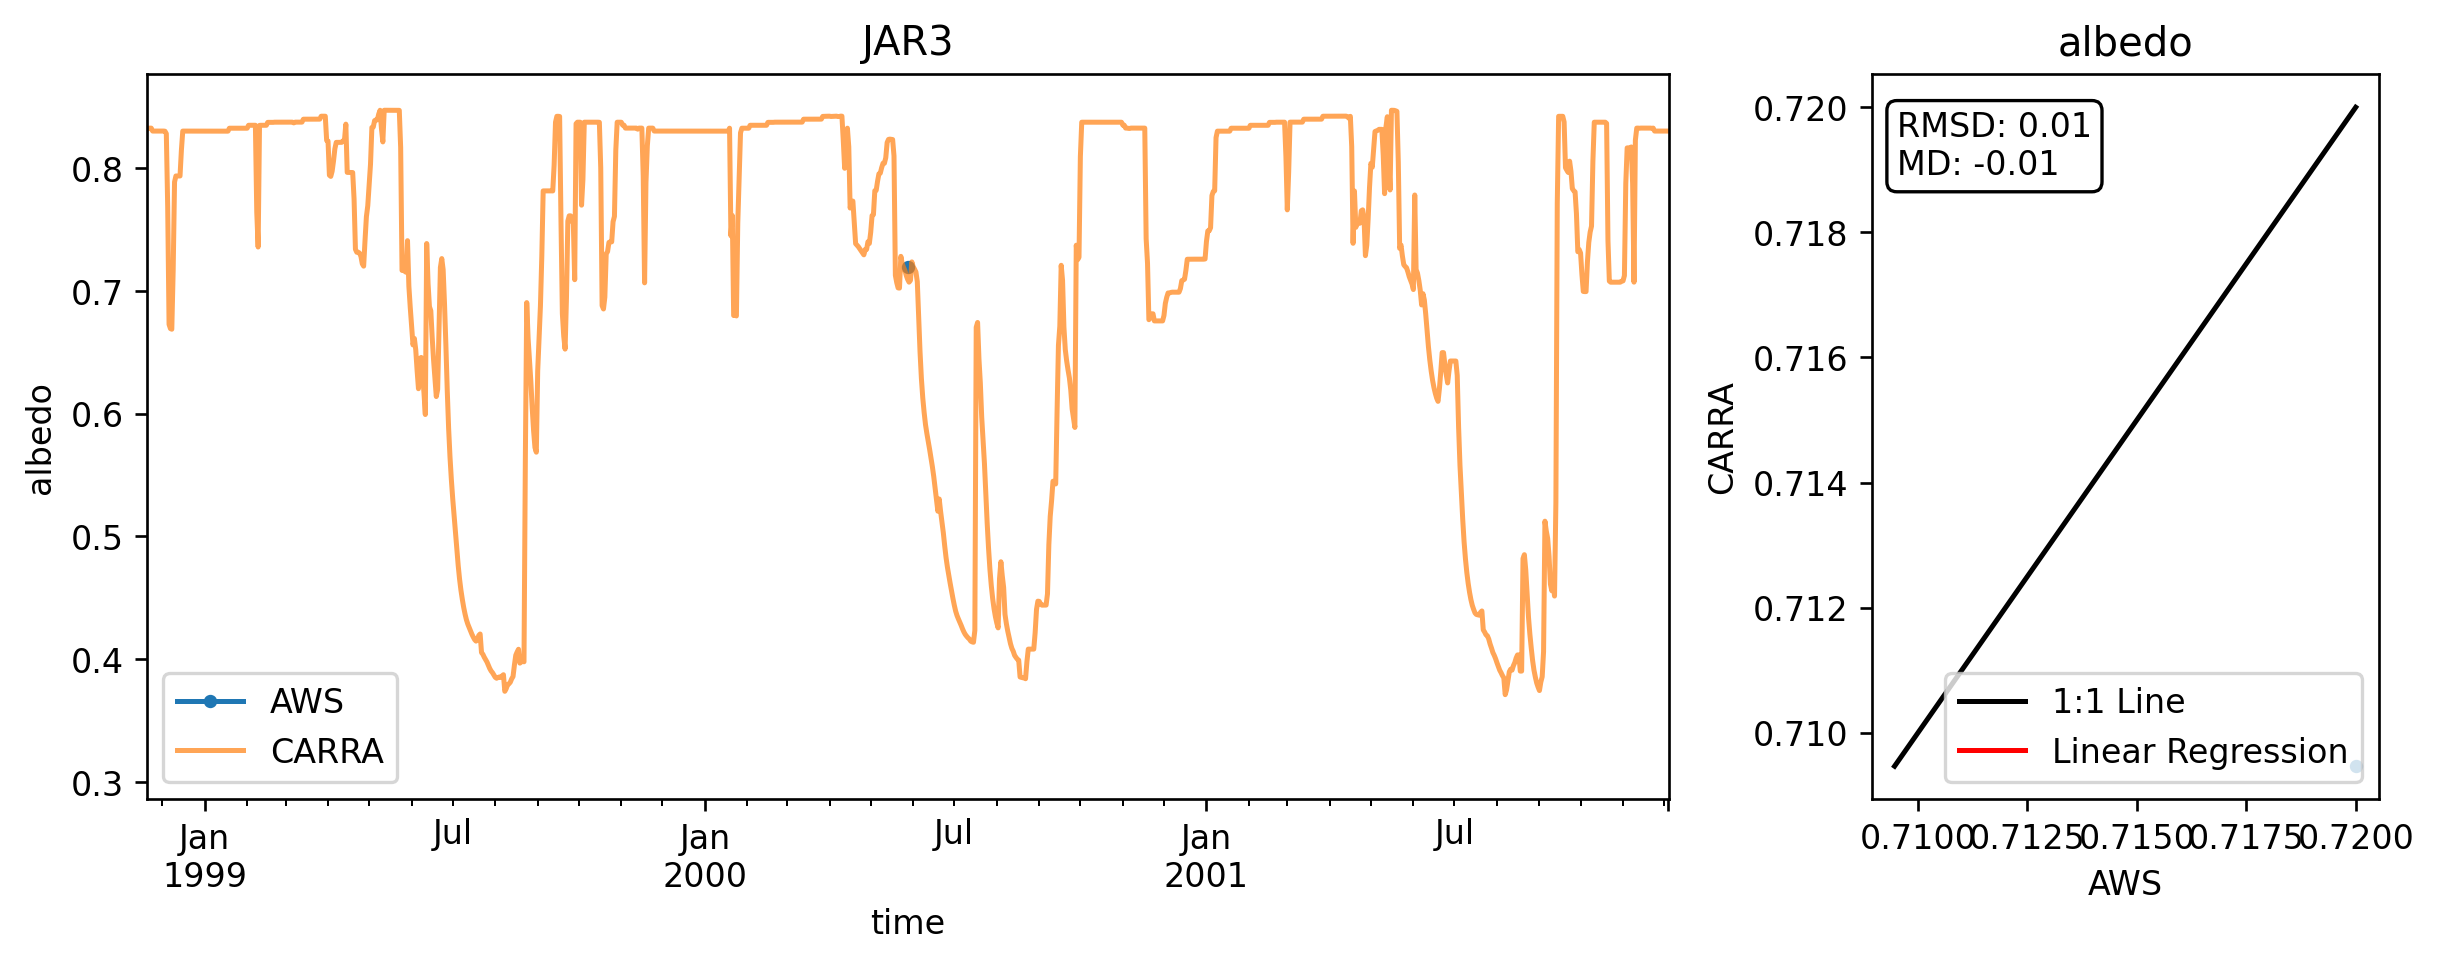 JAR3
albedo
0.8
0.7
0.6
0.5
0.4
0.3
AWS
CARRA
Jan
1999
Jul
Jan
2000
Jul
Jan
2001
Jul
time
albedo
RMSD: 0.01
MD: -0.01
CARRA
0.720
0.718
0.716
0.714
0.712
0.710
1:1 Line
Linear Regression
0.7100 0.7125 0.7150 0.7175 0.7200
AWS